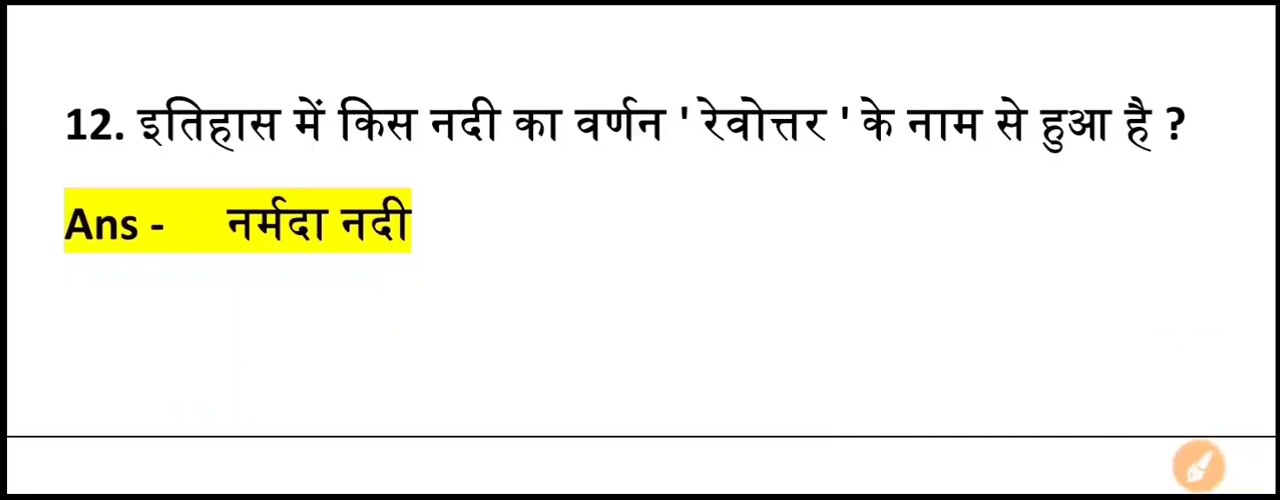 12. इतिहास में किस नदी का वर्णन ' रेवोत्तर ' के नाम से हुआ है ?
Ans - नर्मदा नदी